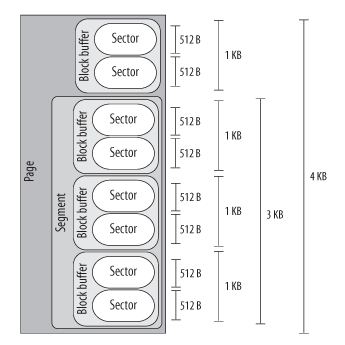 Page
Segment
Block buffer
Sector
Sector
512 B
512 B
1 KB
Block buffer
Sector
Sector
512 B
512 B
1 KB
Block buffer
Sector
Sector
512 B
512 B
1 KB
Block buffer
Sector
Sector
512 B
512 B
1 KB
3 KB
4 KB